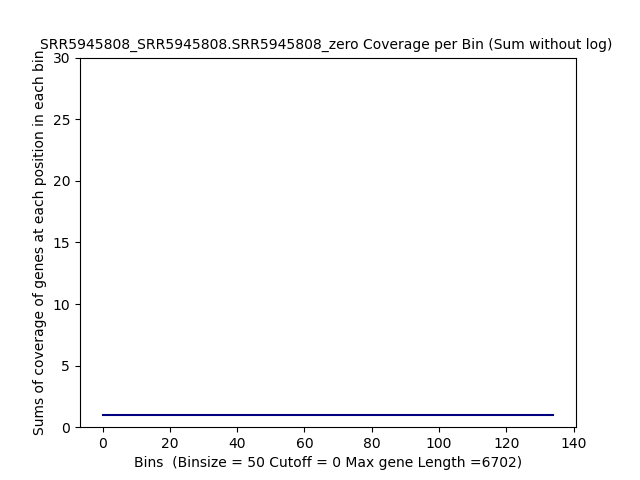 SRR5945808_SRR5945808.SRR5945808_zero Coverage per Bin (Sum without log)
Sums of coverage of genes at each position in each bin
30
25
20
15
10
5
0
0 20 40 60 80 100 120 140
Bins  (Binsize = 50 Cutoff = 0 Max gene Length =6702)